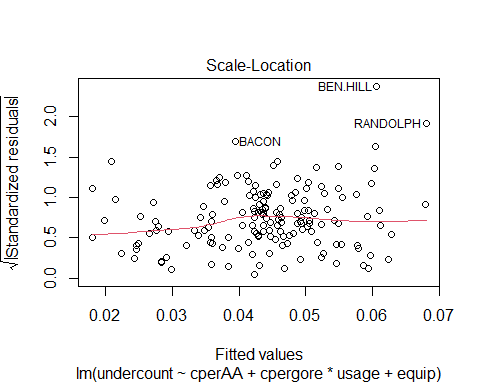 Scale-Location
√|Standardized residuals|
0.0
0.5
1.0
1.5
2.0
BEN.HILL
RANDOLPH
BACON
0.02 0.03 0.04 0.05 0.06 0.07
Fitted values
lm(undercount ~ cperAA + cpergore * usage + equip)